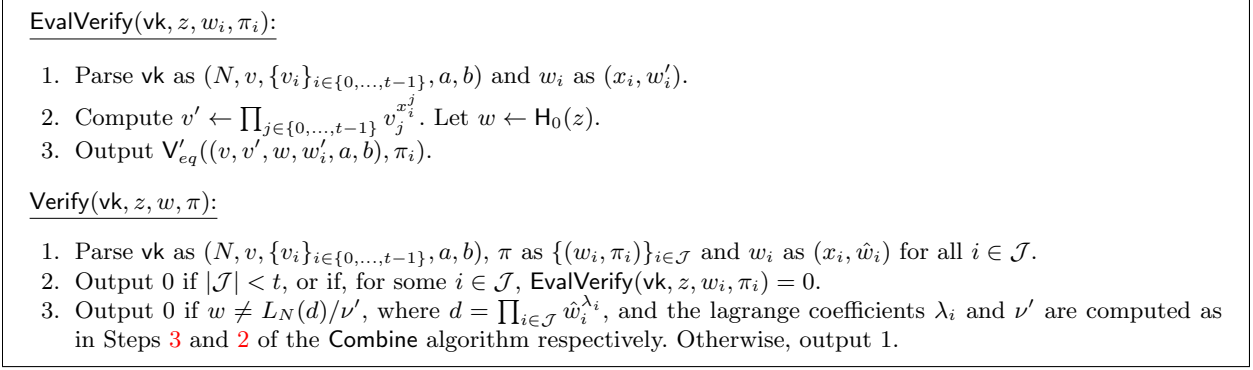 EvalVerify(vk, z, w_i, π_i):
1. Parse vk as (N, v, {v_i}_{i∈{0,...,t−1}}, a, b) and w_i as (x_i, w'_i).
2. Compute v' ← ∏_{j∈{0,...,t−1}} v_j^{x_i^j}. Let w ← H_0(z).
3. Output V'_{eq}((v, v', w, w'_i, a, b), π_i).
Verify(vk, z, w, π):
1. Parse vk as (N, v, {v_i}_{i∈{0,...,t−1}}, a, b), π as {(w_i, π_i)}_{i∈𝒥} and w_i as (x_i, ŵ_i) for all i ∈ 𝒥.
2. Output 0 if |𝒥| < t, or if, for some i ∈ 𝒥, EvalVerify(vk, z, w_i, π_i) = 0.
3. Output 0 if w ≠ L_N(d)/ν', where d = ∏_{i∈𝒥} ŵ_i^{λ_i}, and the lagrange coefficients λ_i and ν' are computed as
in Steps 3 and 2 of the Combine algorithm respectively. Otherwise, output 1.